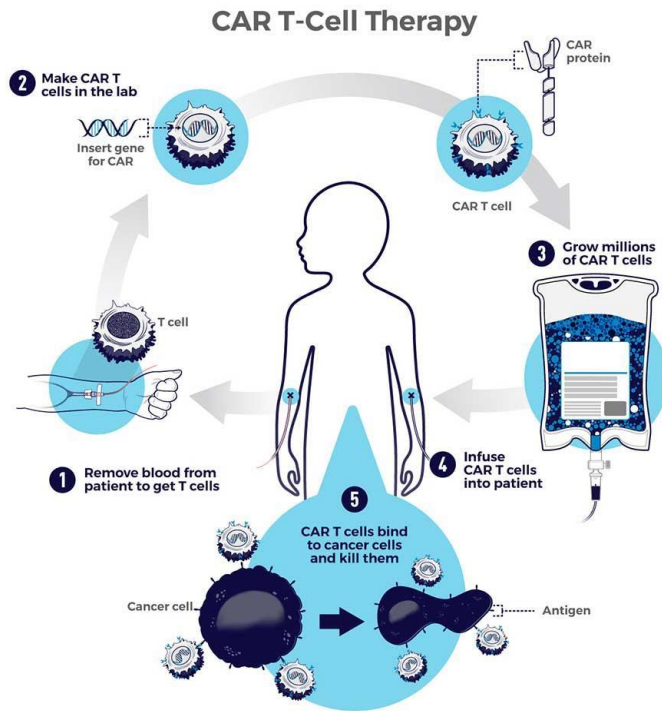 CAR T-Cell Therapy
CAR
protein
2 Make CAR T
cells in the lab
Insert gene
for CAR
CAR T cell
3 Grow millions
of CAR T cells
T cell
1 Remove blood from
patient to get T cells
4 Infuse
CAR T cells
into patient
5
CAR T cells bind
to cancer cells
and kill them
Cancer cell
Antigen